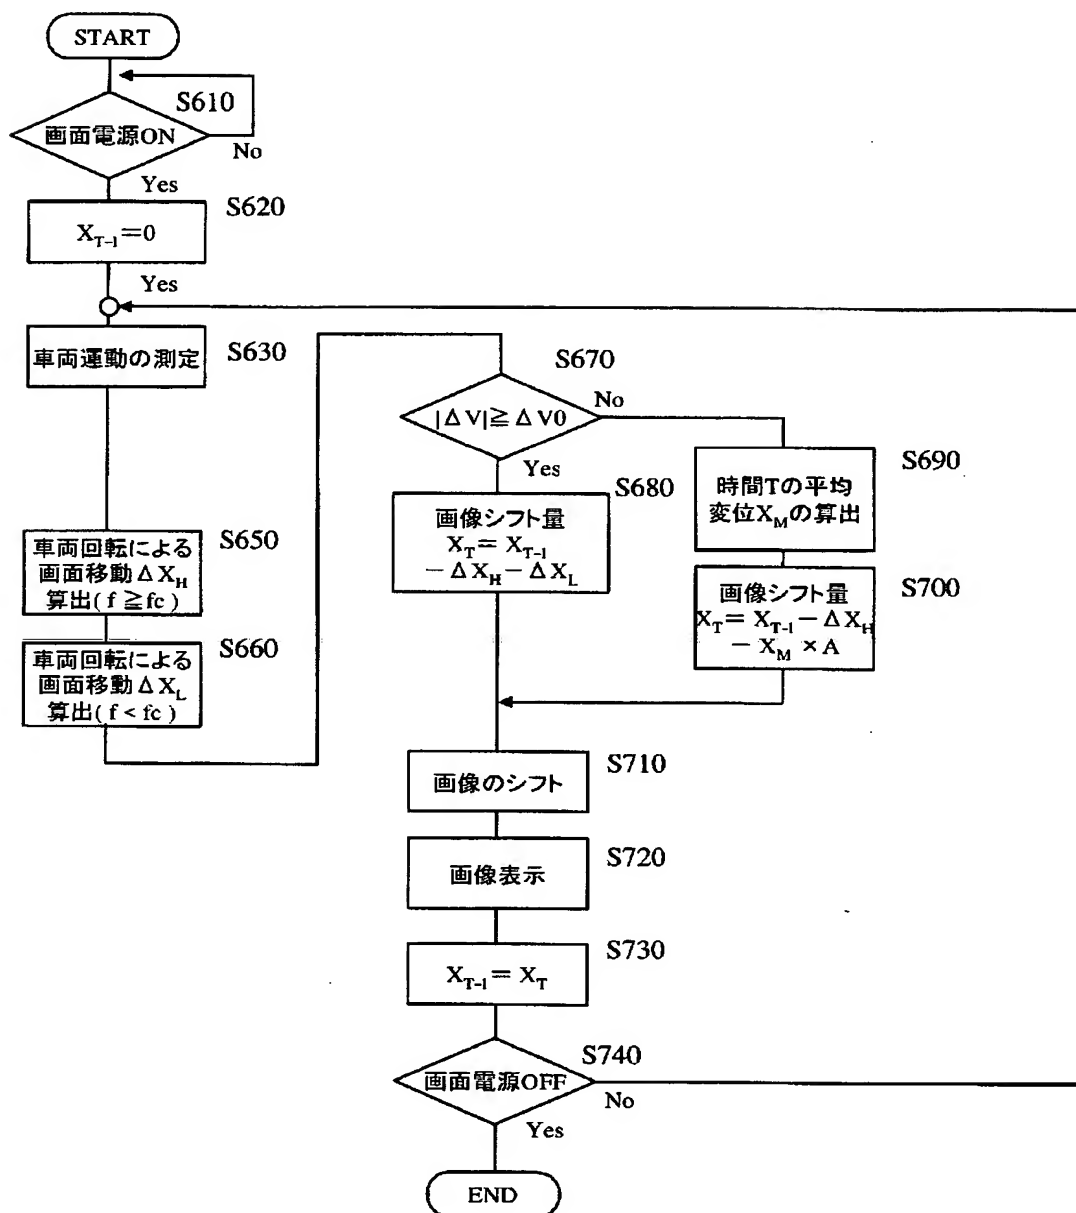 START
S610
画面電源ON
No
Yes
S620
X_{T-1}＝0
Yes
車両運動の測定
S630
車両回転による
画面移動ΔX_H
算出( f ≧ fc )
S650
車両回転による
画面移動ΔX_L
算出( f < fc )
S660
S670
|ΔV|≧ΔV0
No
Yes
S680
画像シフト量
X_T＝ X_{T-1}
－ΔX_H－ΔX_L
S690
時間Tの平均
変位X_Mの算出
S700
画像シフト量
X_T＝ X_{T-1}－ΔX_H
－ X_M × A
画像のシフト
S710
画像表示
S720
S730
X_{T-1}＝ X_T
S740
画面電源OFF
No
Yes
END